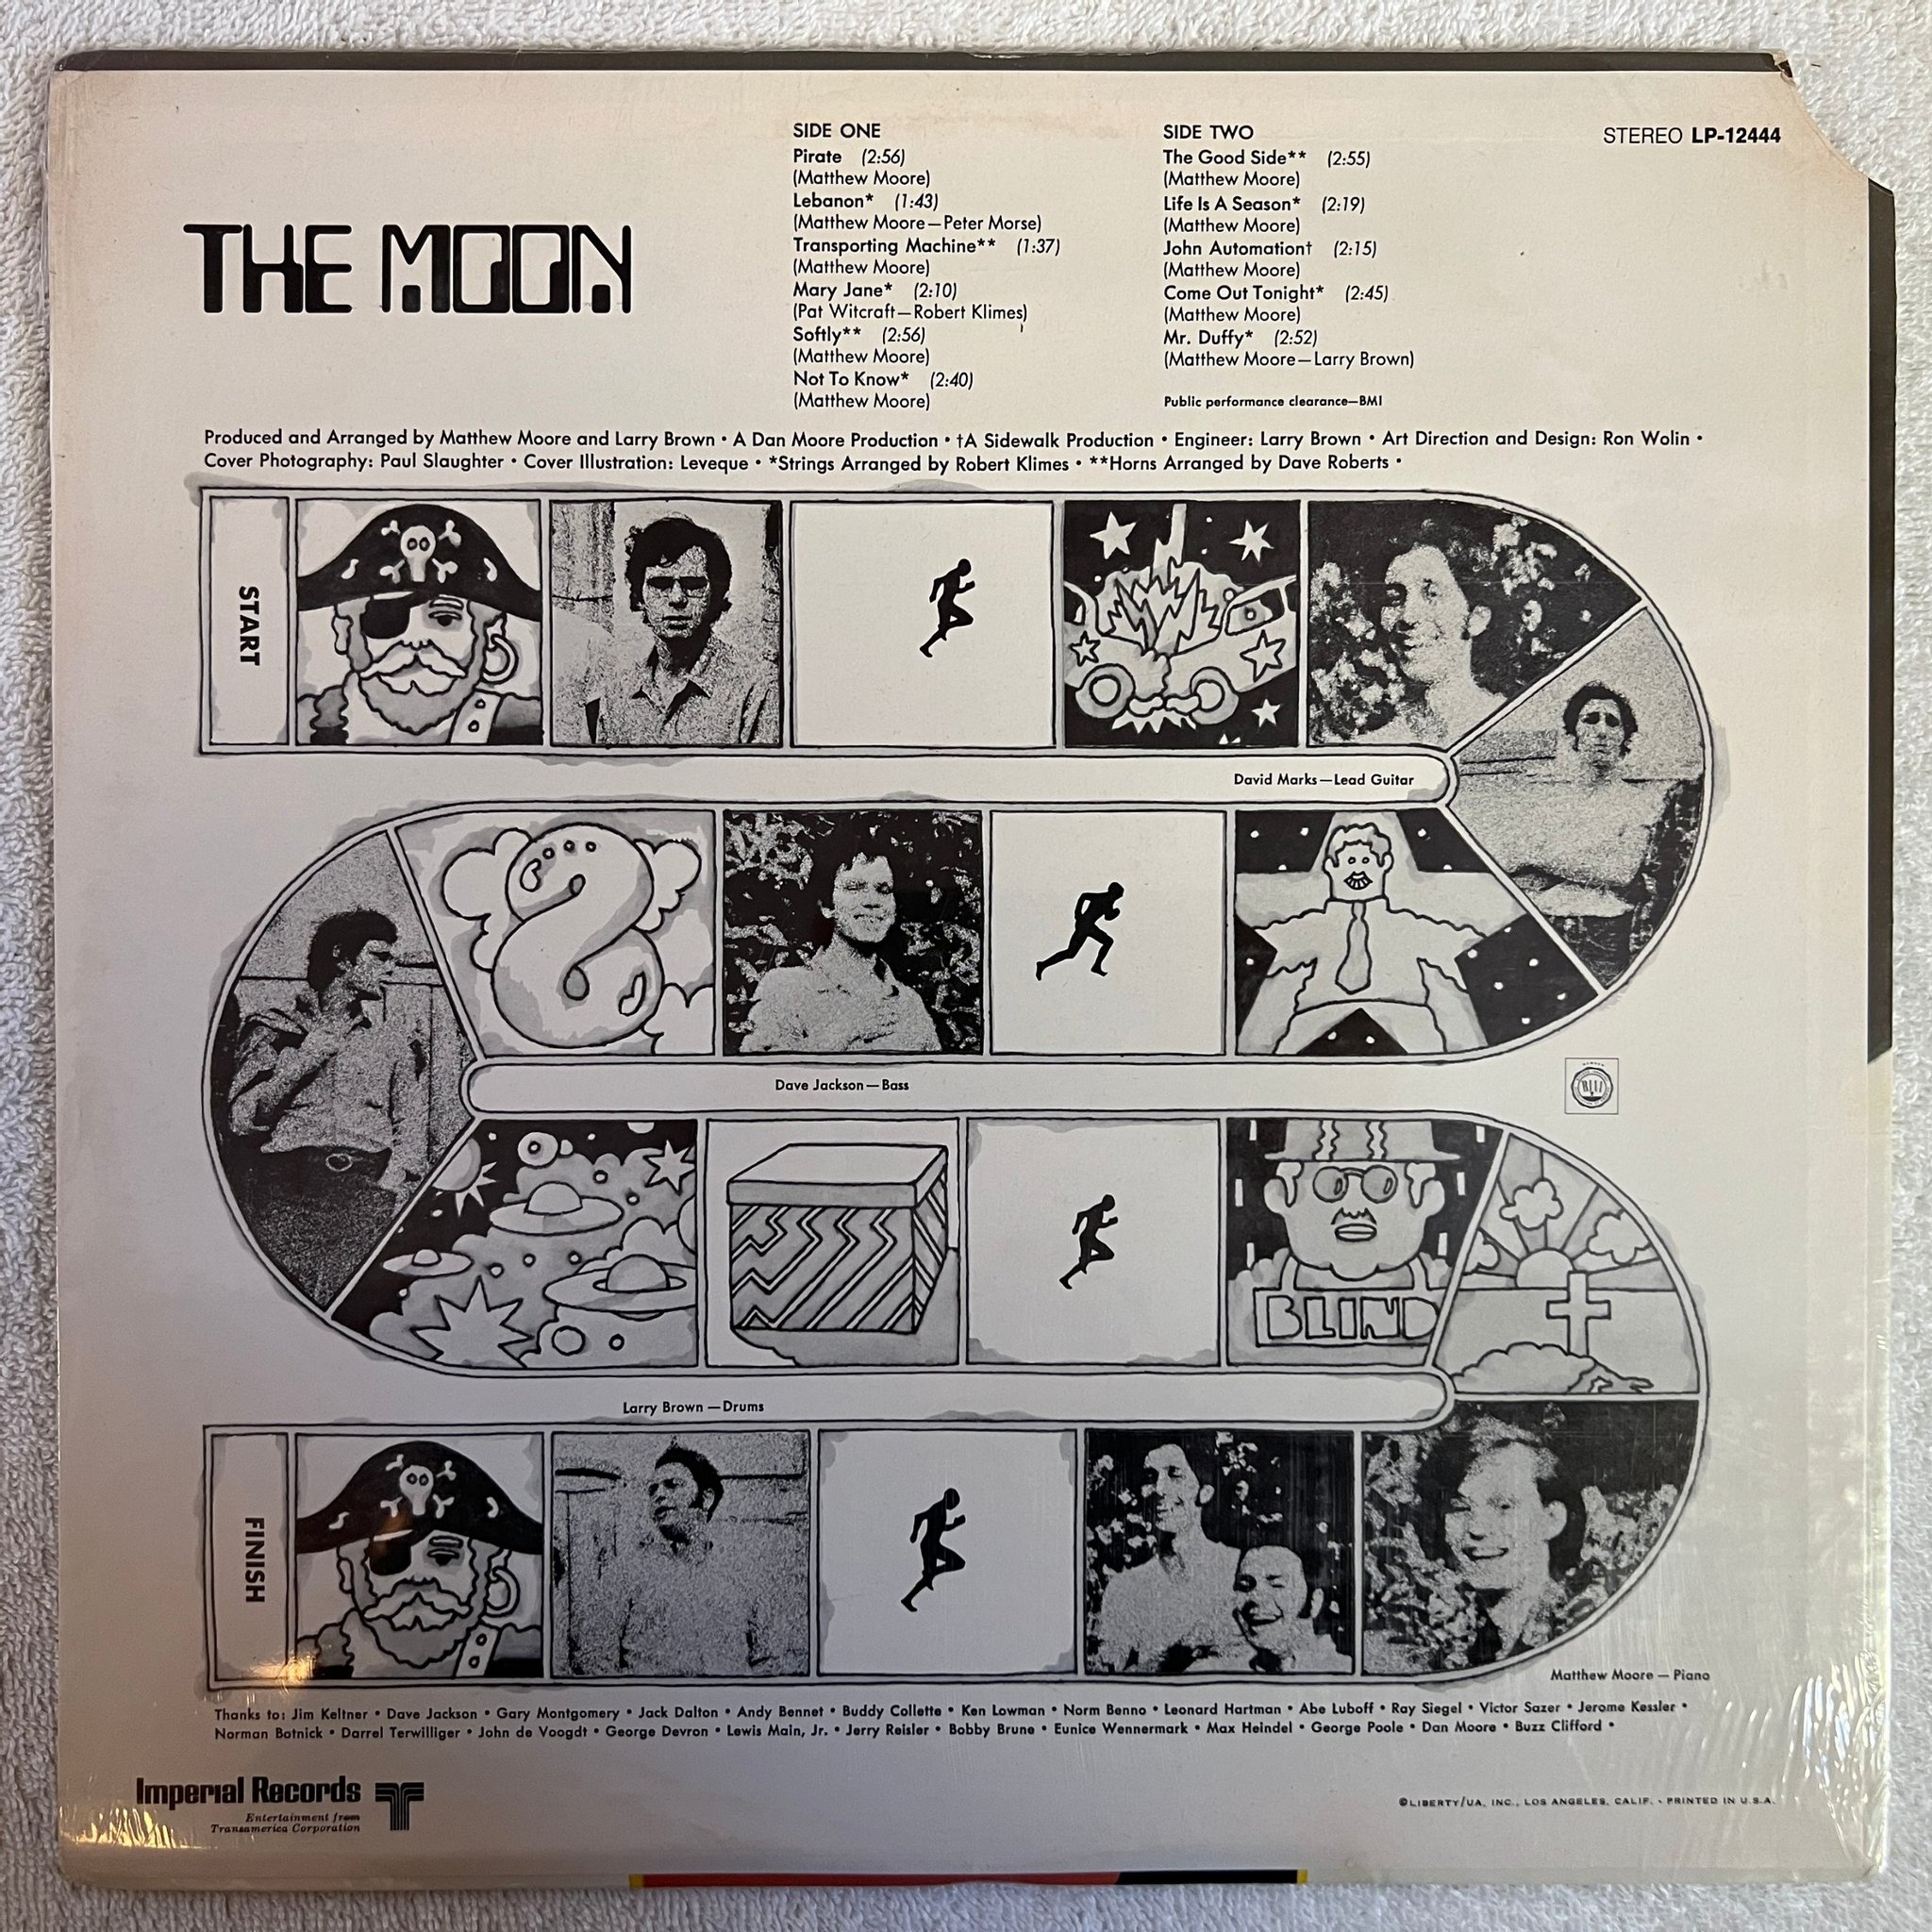 STEREO LP-12444
THE MOON
SIDE ONE
Pirate (2:56)
(Matthew Moore)
Lebanon* (1:43)
(Matthew Moore—Peter Morse)
Transporting Machine** (1:37)
(Matthew Moore)
Mary Jane* (2:10)
(Pat Witcraft—Robert Klimes)
Softly** (2:56)
(Matthew Moore)
Not To Know* (2:40)
(Matthew Moore)
SIDE TWO
The Good Side** (2:55)
(Matthew Moore)
Life Is A Season* (2:19)
(Matthew Moore)
John Automation† (2:15)
(Matthew Moore)
Come Out Tonight* (2:45)
(Matthew Moore)
Mr. Duffy* (2:52)
(Matthew Moore—Larry Brown)
Public performance clearance—BMI
Produced and Arranged by Matthew Moore and Larry Brown • A Dan Moore Production • †A Sidewalk Production • Engineer: Larry Brown • Art Direction and Design: Ron Wolin •
Cover Photography: Paul Slaughter • Cover Illustration: Leveque • *Strings Arranged by Robert Klimes • **Horns Arranged by Dave Roberts •
START
David Marks—Lead Guitar
Dave Jackson—Bass
BLIND
Larry Brown—Drums
FINISH
Matthew Moore—Piano
Thanks to: Jim Keltner • Dave Jackson • Gary Montgomery • Jack Dalton • Andy Bennet • Buddy Collette • Ken Lowman • Norm Benno • Leonard Hartman • Abe Luboff • Ray Siegel • Victor Sazer • Jerome Kessler •
Norman Botnick • Darrel Terwilliger • John de Voogdt • George Devron • Lewis Main, Jr. • Jerry Reisler • Bobby Brune • Eunice Wennermark • Max Heindel • George Poole • Dan Moore • Buzz Clifford •
Imperial Records
Entertainment from
Transamerica Corporation
©LIBERTY/UA, INC., LOS ANGELES, CALIF. • PRINTED IN U.S.A.